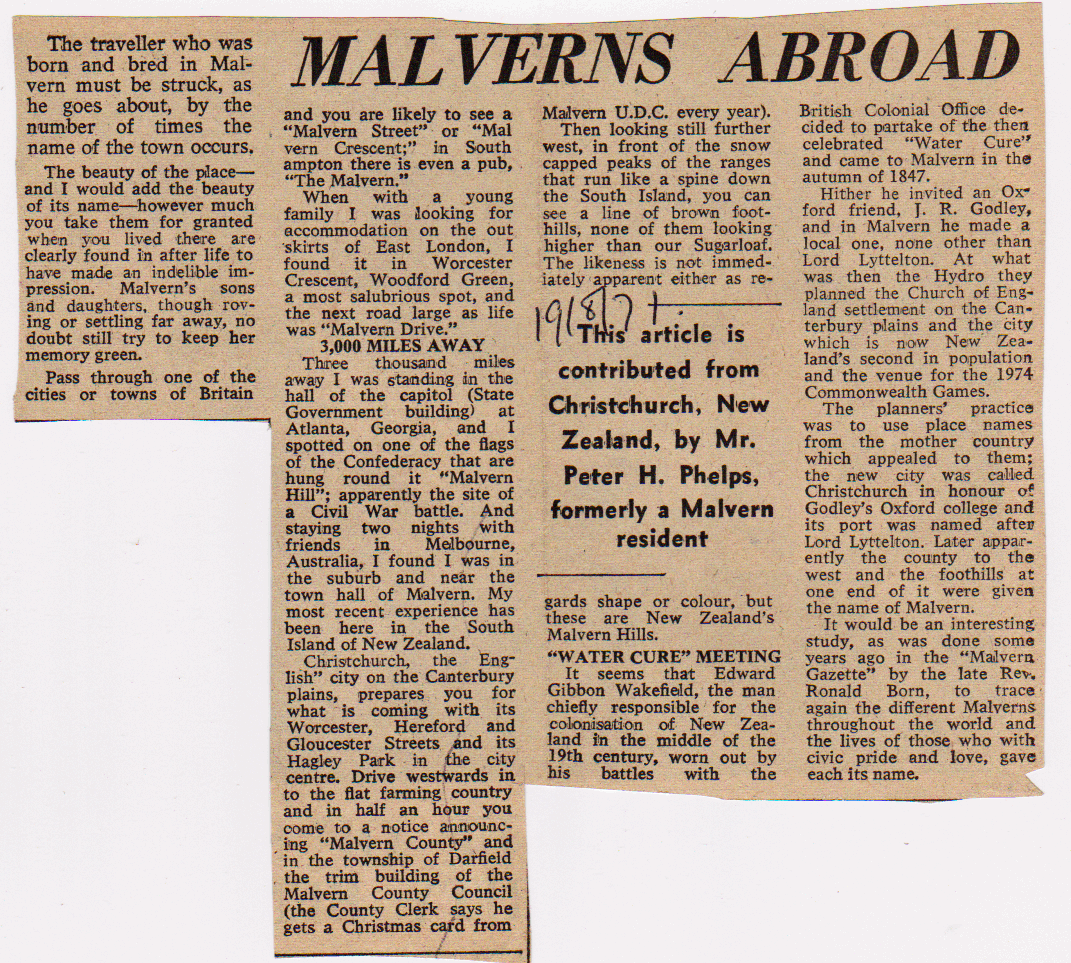 MALVERNS ABROAD
The traveller who was
born and bred in Mal-
vern must be struck, as
he goes about, by the
number of times the
name of the town occurs.
The beauty of the place—
and I would add the beauty
of its name—however much
you take them for granted
when you lived there are
clearly found in after life to
have made an indelible im-
pression. Malvern's sons
and daughters, though rov-
ing or settling far away, no
doubt still try to keep her
memory green.
Pass through one of the
cities or towns of Britain
and you are likely to see a
"Malvern Street" or "Mal
vern Crescent;" in South
ampton there is even a pub,
"The Malvern."
When with a young
family I was looking for
accommodation on the out
skirts of East London, I
found it in Worcester
Crescent, Woodford Green,
a most salubrious spot, and
the next road large as life
was "Malvern Drive."
3,000 MILES AWAY
Three thousand miles
away I was standing in the
hall of the capitol (State
Government building) at
Atlanta, Georgia, and I
spotted on one of the flags
of the Confederacy that are
hung round it "Malvern
Hill"; apparently the site of
a Civil War battle. And
staying two nights with
friends in Melbourne,
Australia, I found I was in
the suburb and near the
town hall of Malvern. My
most recent experience has
been here in the South
Island of New Zealand.
Christchurch, the Eng-
lish" city on the Canterbury
plains, prepares you for
what is coming with its
Worcester, Hereford and
Gloucester Streets and its
Hagley Park in the city
centre. Drive westwards in
to the flat farming country
and in half an hour you
come to a notice announc-
ing "Malvern County" and
in the township of Darfield
the trim building of the
Malvern County Council
(the County Clerk says he
gets a Christmas card from
Malvern U.D.C. every year).
Then looking still further
west, in front of the snow
capped peaks of the ranges
that run like a spine down
the South Island, you can
see a line of brown foot-
hills, none of them looking
higher than our Sugarloaf.
The likeness is not immed-
iately apparent either as re-
19/8/71.
This article is
contributed from
Christchurch, New
Zealand, by Mr.
Peter H. Phelps,
formerly a Malvern
resident
gards shape or colour, but
these are New Zealand's
Malvern Hills.
"WATER CURE" MEETING
It seems that Edward
Gibbon Wakefield, the man
chiefly responsible for the
colonisation of New Zea-
land in the middle of the
19th century, worn out by
his battles with the
British Colonial Office de-
cided to partake of the then
celebrated "Water Cure"
and came to Malvern in the
autumn of 1847.
Hither he invited an Ox-
ford friend, J. R. Godley,
and in Malvern he made a
local one, none other than
Lord Lyttelton. At what
was then the Hydro they
planned the Church of Eng-
land settlement on the Can-
terbury plains and the city
which is now New Zea-
land's second in population
and the venue for the 1974
Commonwealth Games.
The planners' practice
was to use place names
from the mother country
which appealed to them;
the new city was called
Christchurch in honour of
Godley's Oxford college and
its port was named after
Lord Lyttelton. Later appar-
ently the county to the
west and the foothills at
one end of it were given
the name of Malvern.
It would be an interesting
study, as was done some
years ago in the "Malvern
Gazette" by the late Rev.
Ronald Born, to trace
again the different Malverns
throughout the world and
the lives of those who with
civic pride and love, gave
each its name.